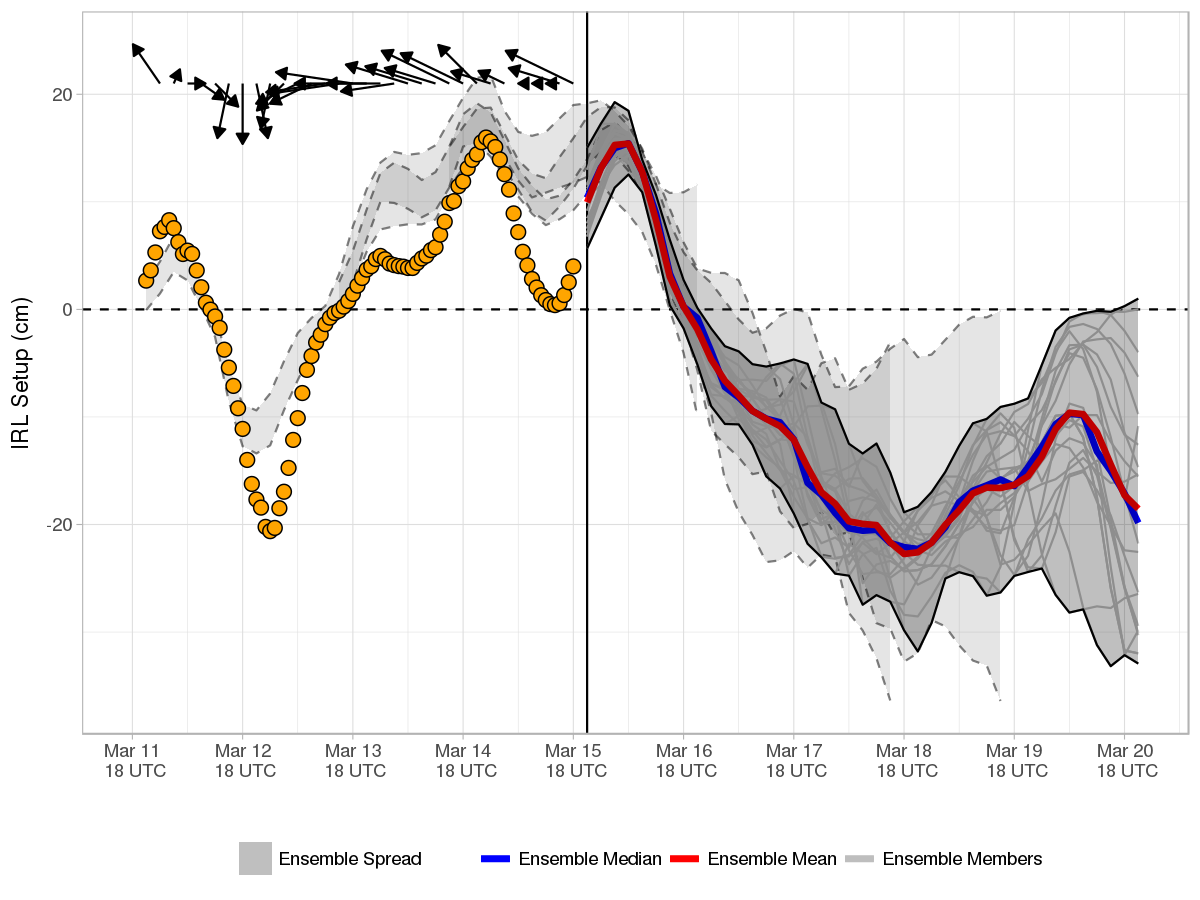 IRL Setup (cm)
20
0
-20
Mar 11 Mar 12 Mar 13 Mar 14 Mar 15 Mar 16 Mar 17 Mar 18 Mar 19 Mar 20
18 UTC 18 UTC 18 UTC 18 UTC 18 UTC 18 UTC 18 UTC 18 UTC 18 UTC 18 UTC
Ensemble Spread Ensemble Median Ensemble Mean Ensemble Members